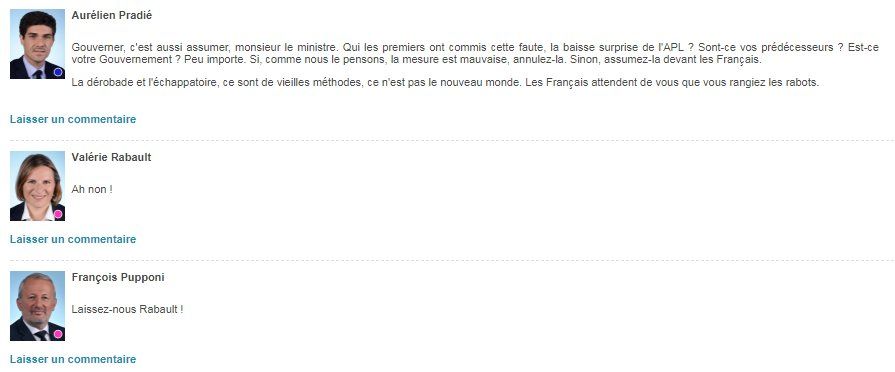 Aurélien Pradié
Gouverner, c'est aussi assumer, monsieur le ministre. Qui les premiers ont commis cette faute, la baisse surprise de l'APL ? Sont-ce vos prédécesseurs ? Est-ce
votre Gouvernement ? Peu importe. Si, comme nous le pensons, la mesure est mauvaise, annulez-la. Sinon, assumez-la devant les Français.
La dérobade et l'échappatoire, ce sont de vieilles méthodes, ce n'est pas le nouveau monde. Les Français attendent de vous que vous rangiez les rabots.
Laisser un commentaire
Valérie Rabault
Ah non !
Laisser un commentaire
François Pupponi
Laissez-nous Rabault !
Laisser un commentaire